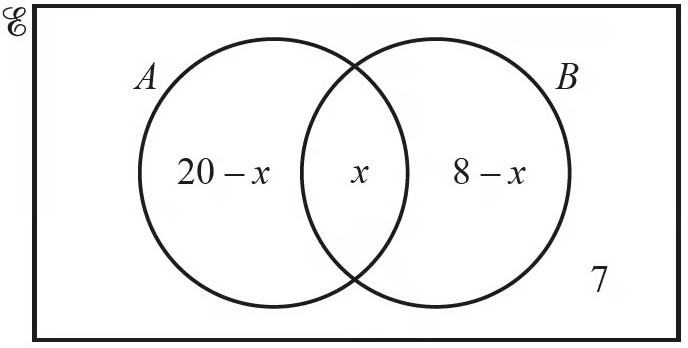 ℰ
A B
20 – x x 8 – x
7